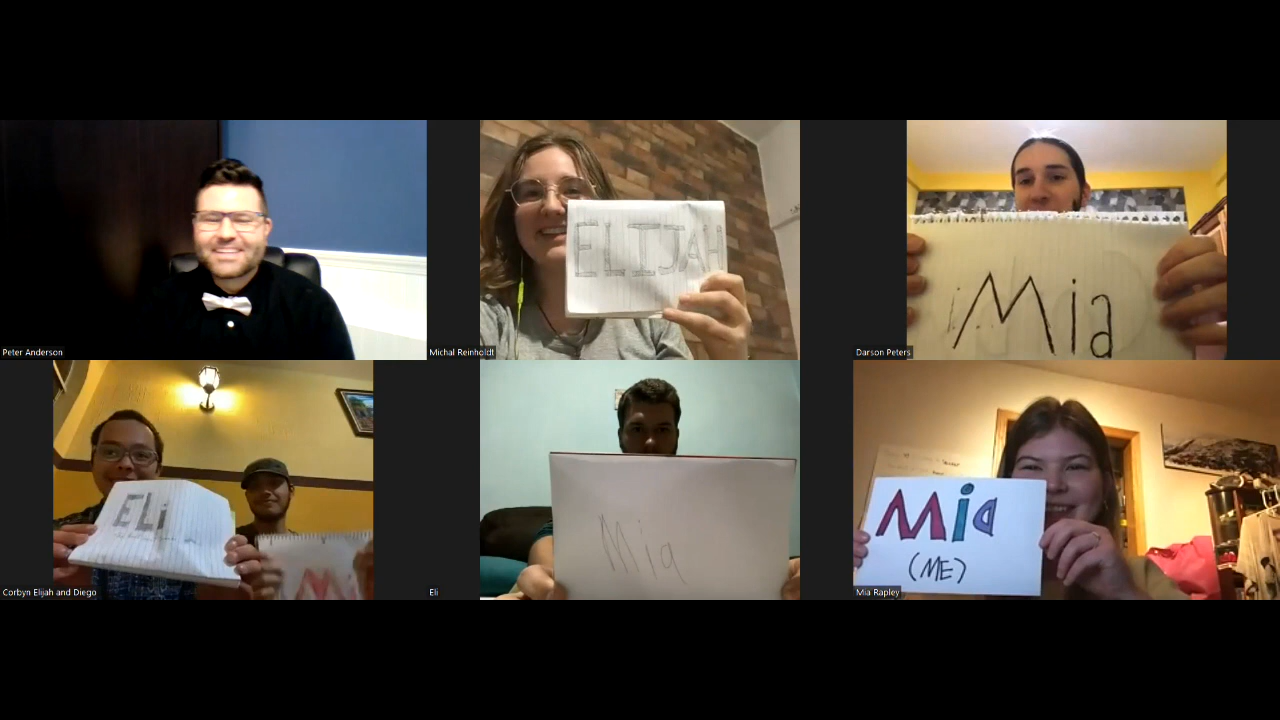 ELIJAH
Mia
Peter Anderson
Michal Reinholdt
Darson Peters
ELi
Mia
Mia
(ME)
Corbyn Elijah and Diego
Eli
Mia Rapley